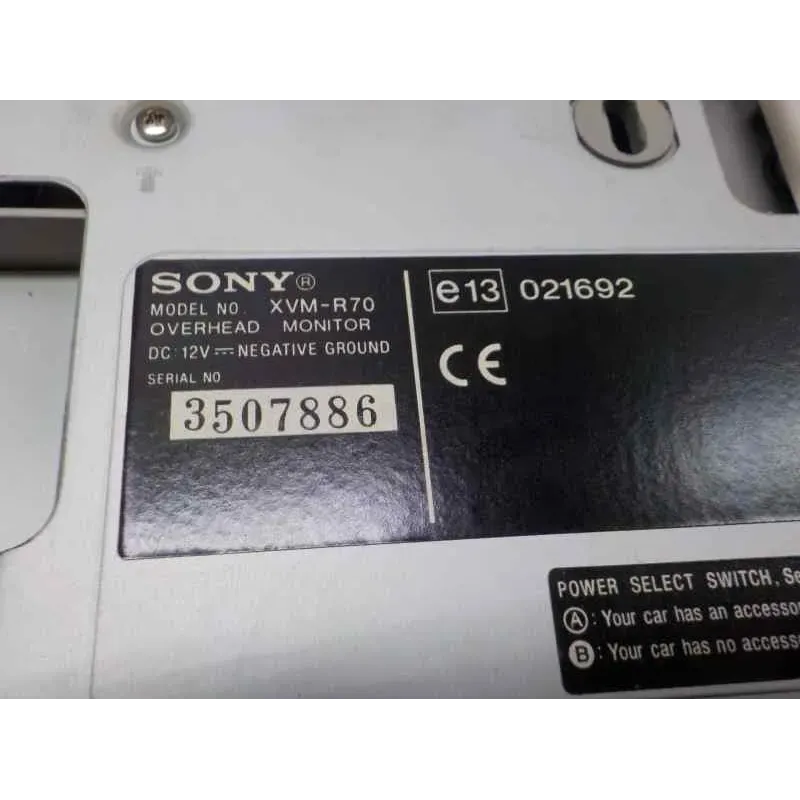 SONY®
MODEL NO. XVM-R70
OVERHEAD MONITOR
DC 12V ⎓ NEGATIVE GROUND
SERIAL NO
3507886
e13 021692
CE
POWER SELECT SWITCH, Se
Ⓐ: Your car has an accessor
Ⓑ: Your car has no accesso